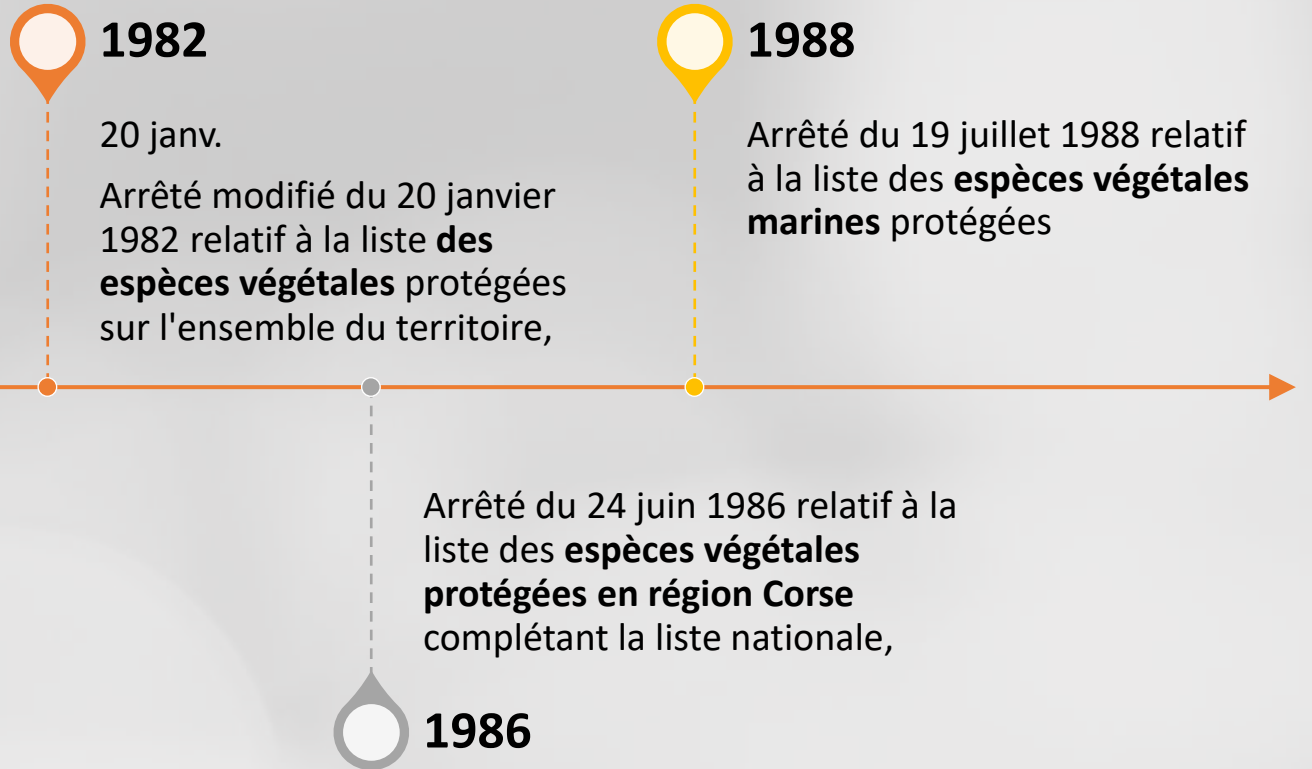 1982
20 janv.
Arrêté modifié du 20 janvier
1982 relatif à la liste des
espèces végétales protégées
sur l'ensemble du territoire,
1988
Arrêté du 19 juillet 1988 relatif
à la liste des espèces végétales
marines protégées
Arrêté du 24 juin 1986 relatif à la
liste des espèces végétales
protégées en région Corse
complétant la liste nationale,
1986